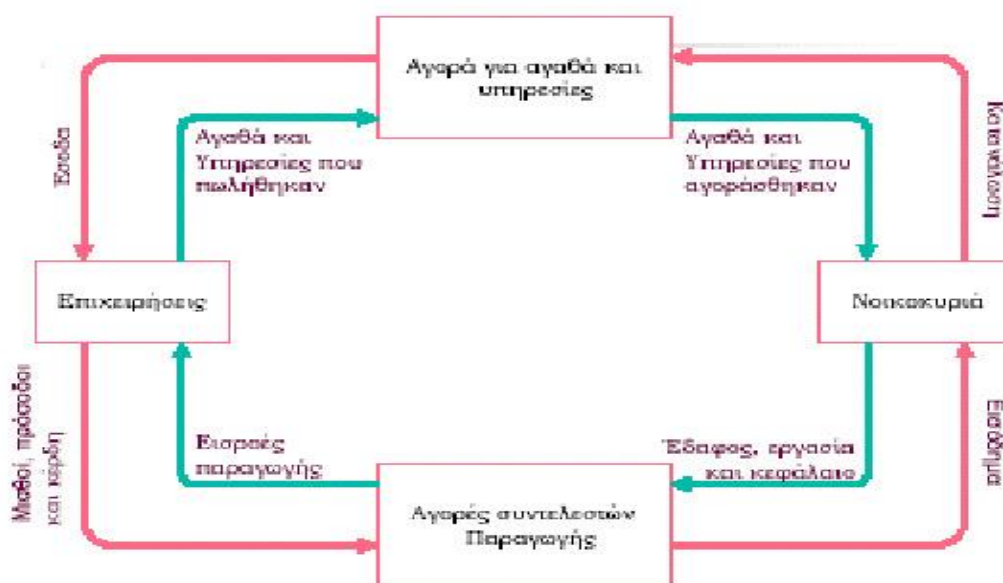 Αγορά για αγαθά και
υπηρεσίες
Έσοδα
Αγαθά και
Υπηρεσίες που
πωλήθηκαν
Αγαθά και
Υπηρεσίες που
αγοράσθηκαν
Κατανάλωση
Επιχειρήσεις
Νοικοκυριά
Μισθοί, πρόσοδοι
και κέρδη
Εισροές
παραγωγής
Έδαφος, εργασία
και κεφάλαιο
Εισόδημα
Αγορές συντελεστών
Παραγωγής